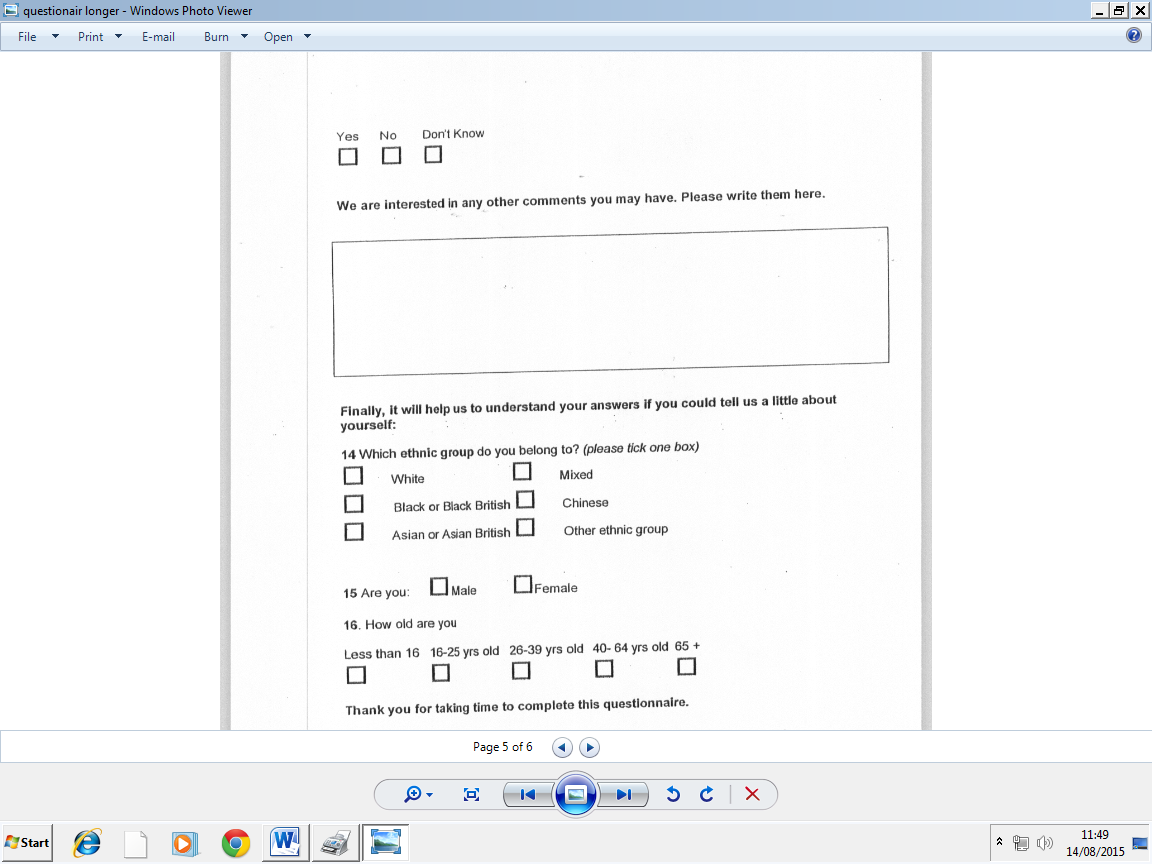 questionair longer - Windows Photo Viewer
File Print E-mail Burn Open
Yes No Don't Know
We are interested in any other comments you may have. Please write them here.
Finally, it will help us to understand your answers if you could tell us a little about
yourself:
14 Which ethnic group do you belong to? (please tick one box)
White Mixed
Black or Black British Chinese
Asian or Asian British Other ethnic group
15 Are you: Male Female
16. How old are you
Less than 16 16-25 yrs old 26-39 yrs old 40- 64 yrs old 65 +
Thank you for taking time to complete this questionnaire.
Page 5 of 6
Start
11:49
14/08/2015